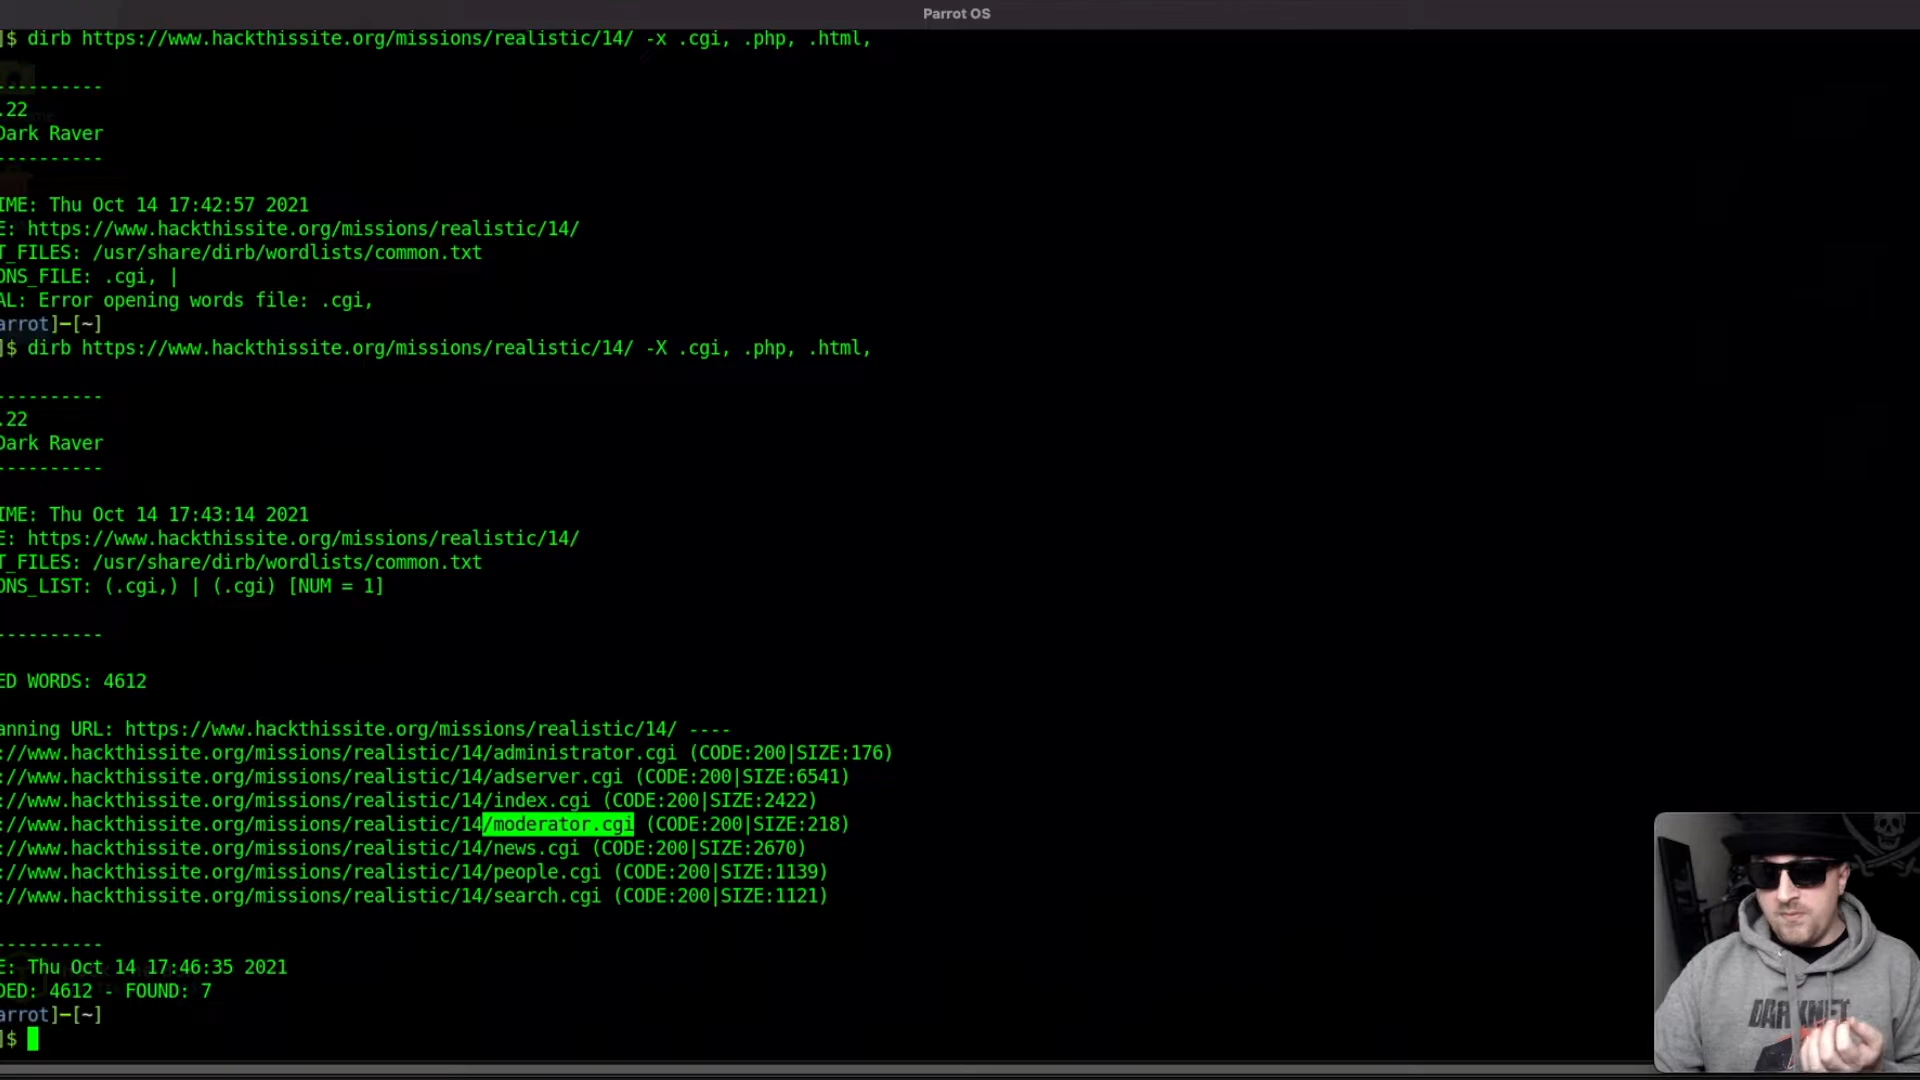 Parrot OS
]$ dirb https://www.hackthissite.org/missions/realistic/14/ -x .cgi, .php, .html,
----------
.22
Dark Raver
----------
IME: Thu Oct 14 17:42:57 2021
E: https://www.hackthissite.org/missions/realistic/14/
T_FILES: /usr/share/dirb/wordlists/common.txt
ONS_FILE: .cgi, |
AL: Error opening words file: .cgi,
arrot]─[~]
]$ dirb https://www.hackthissite.org/missions/realistic/14/ -X .cgi, .php, .html,
----------
.22
Dark Raver
----------
IME: Thu Oct 14 17:43:14 2021
E: https://www.hackthissite.org/missions/realistic/14/
T_FILES: /usr/share/dirb/wordlists/common.txt
ONS_LIST: (.cgi,) | (.cgi) [NUM = 1]
----------
ED WORDS: 4612
anning URL: https://www.hackthissite.org/missions/realistic/14/ ----
://www.hackthissite.org/missions/realistic/14/administrator.cgi (CODE:200|SIZE:176)
://www.hackthissite.org/missions/realistic/14/adserver.cgi (CODE:200|SIZE:6541)
://www.hackthissite.org/missions/realistic/14/index.cgi (CODE:200|SIZE:2422)
://www.hackthissite.org/missions/realistic/14/moderator.cgi (CODE:200|SIZE:218)
://www.hackthissite.org/missions/realistic/14/news.cgi (CODE:200|SIZE:2670)
://www.hackthissite.org/missions/realistic/14/people.cgi (CODE:200|SIZE:1139)
://www.hackthissite.org/missions/realistic/14/search.cgi (CODE:200|SIZE:1121)
----------
E: Thu Oct 14 17:46:35 2021
DED: 4612 - FOUND: 7
arrot]─[~]
]$
DARKNET